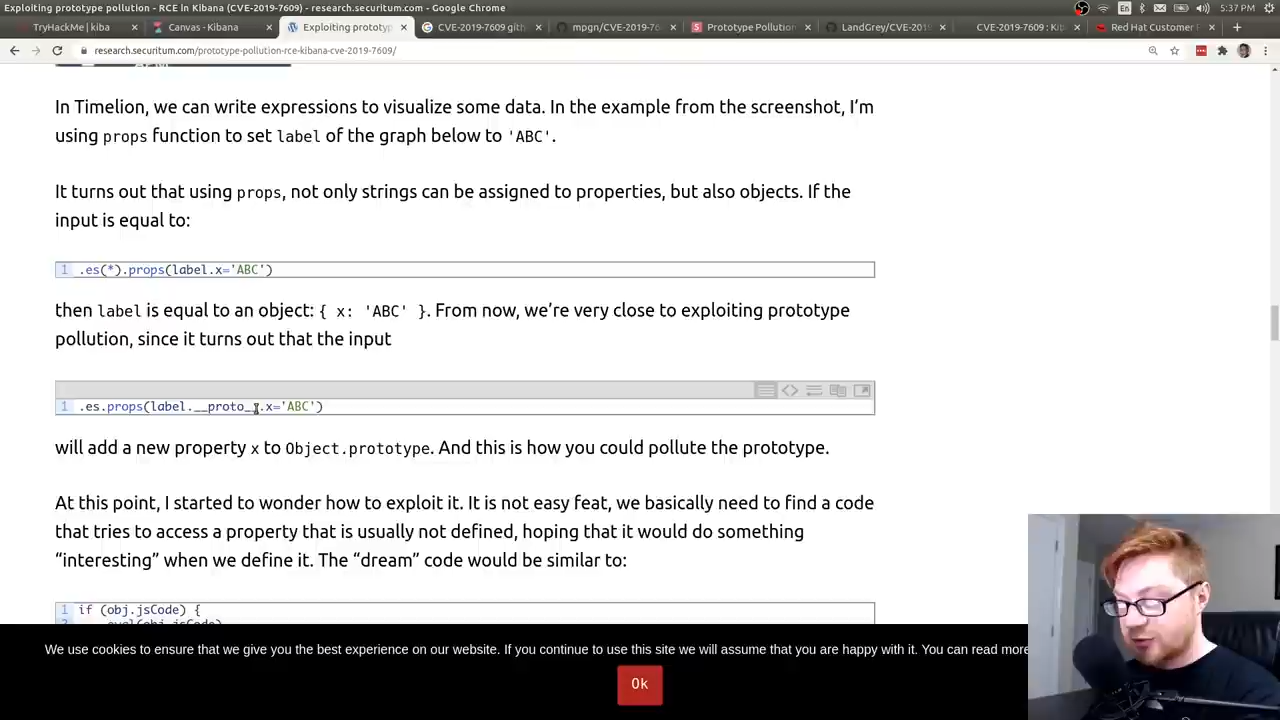 Exploiting prototype pollution - RCE in Kibana (CVE-2019-7609) - research.securitum.com - Google Chrome
En
5:37 PM
TryHackMe | kiba
Canvas - Kibana
Exploiting prototyp
CVE-2019-7609 gith
mpgn/CVE-2019-76
Prototype Pollution
LandGrey/CVE-2019
CVE-2019-7609 : Kib
Red Hat Customer P
research.securitum.com/prototype-pollution-rce-kibana-cve-2019-7609/
In Timelion, we can write expressions to visualize some data. In the example from the screenshot, I’m
using props function to set label of the graph below to 'ABC'.
It turns out that using props, not only strings can be assigned to properties, but also objects. If the
input is equal to:
1 .es(*).props(label.x='ABC')
then label is equal to an object: { x: 'ABC' }. From now, we’re very close to exploiting prototype
pollution, since it turns out that the input
1 .es.props(label.__proto__.x='ABC')
will add a new property x to Object.prototype. And this is how you could pollute the prototype.
At this point, I started to wonder how to exploit it. It is not easy feat, we basically need to find a code
that tries to access a property that is usually not defined, hoping that it would do something
“interesting” when we define it. The “dream” code would be similar to:
1 if (obj.jsCode) {
2 eval(obj.jsCode)
We use cookies to ensure that we give you the best experience on our website. If you continue to use this site we will assume that you are happy with it. You can read more
Ok